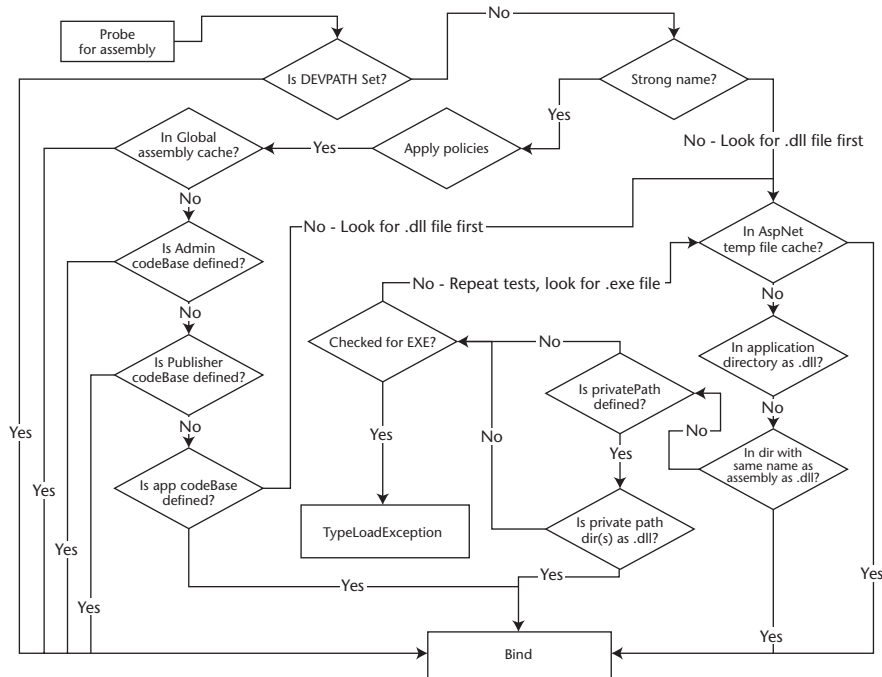 Probe
for assembly
No
Is DEVPATH Set?
Strong name?
Yes
In Global
assembly cache?
Yes
Apply policies
No - Look for .dll file first
No
No - Look for .dll file first
Is Admin
codeBase defined?
In AspNet
temp file cache?
No - Repeat tests, look for .exe file
No
No
Is Publisher
codeBase defined?
Checked for EXE?
No
In application
directory as .dll?
Is privatePath
defined?
No
No
Yes
Yes
No
Yes
No
In dir with
same name as
assembly as .dll?
Yes
Is app codeBase
defined?
TypeLoadException
Is private path
dir(s) as .dll?
Yes
Yes
Yes
Yes
Yes
Yes
Yes
Bind